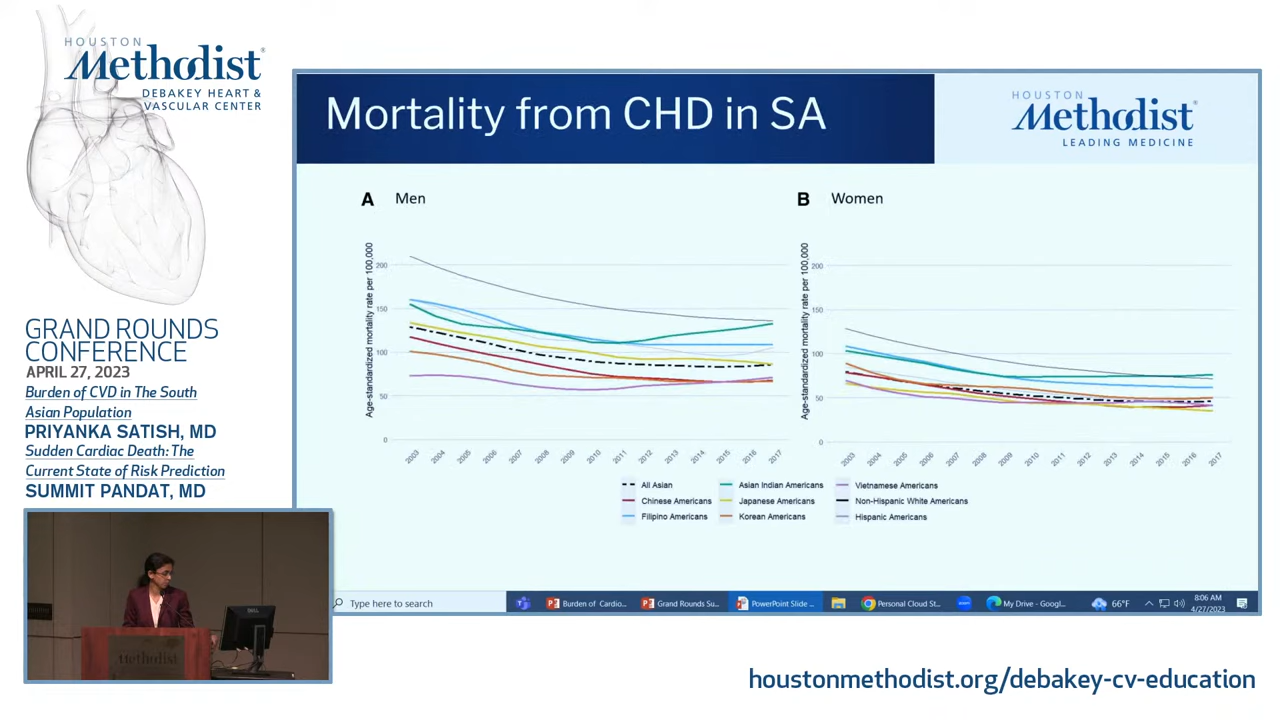 HOUSTON
Methodist®
DEBAKEY HEART &
VASCULAR CENTER
GRAND ROUNDS
CONFERENCE
APRIL 27, 2023
Burden of CVD in The South
Asian Population
PRIYANKA SATISH, MD
Sudden Cardiac Death: The
Current State of Risk Prediction
SUMMIT PANDAT, MD
Methodist
DELL
Mortality from CHD in SA
HOUSTON
Methodist®
LEADING MEDICINE
A Men
Age-standardized mortality rate per 100,000
200
150
100
50
0
2003 2004 2005 2006 2007 2008 2009 2010 2011 2012 2013 2014 2015 2016 2017
B Women
Age-standardized mortality rate per 100,000
200
150
100
50
0
2003 2004 2005 2006 2007 2008 2009 2010 2011 2012 2013 2014 2015 2016 2017
All Asian Asian Indian Americans Vietnamese Americans
Chinese Americans Japanese Americans Non-Hispanic White Americans
Filipino Americans Korean Americans Hispanic Americans
Type here to search Burden of Cardio... Grand Rounds Su... PowerPoint Slide ... Personal Cloud St... My Drive - Googl... 66°F 8:06 AM
4/27/2023
houstonmethodist.org/debakey-cv-education